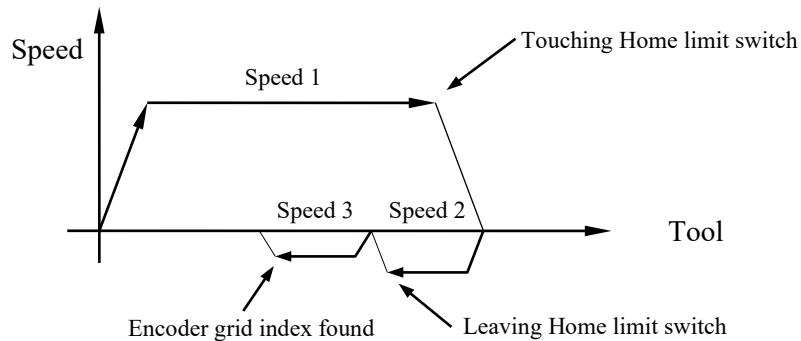 Touching Home limit switch
Speed
Speed 1
Speed 3
Speed 2
Tool
Encoder grid index found
Leaving Home limit switch